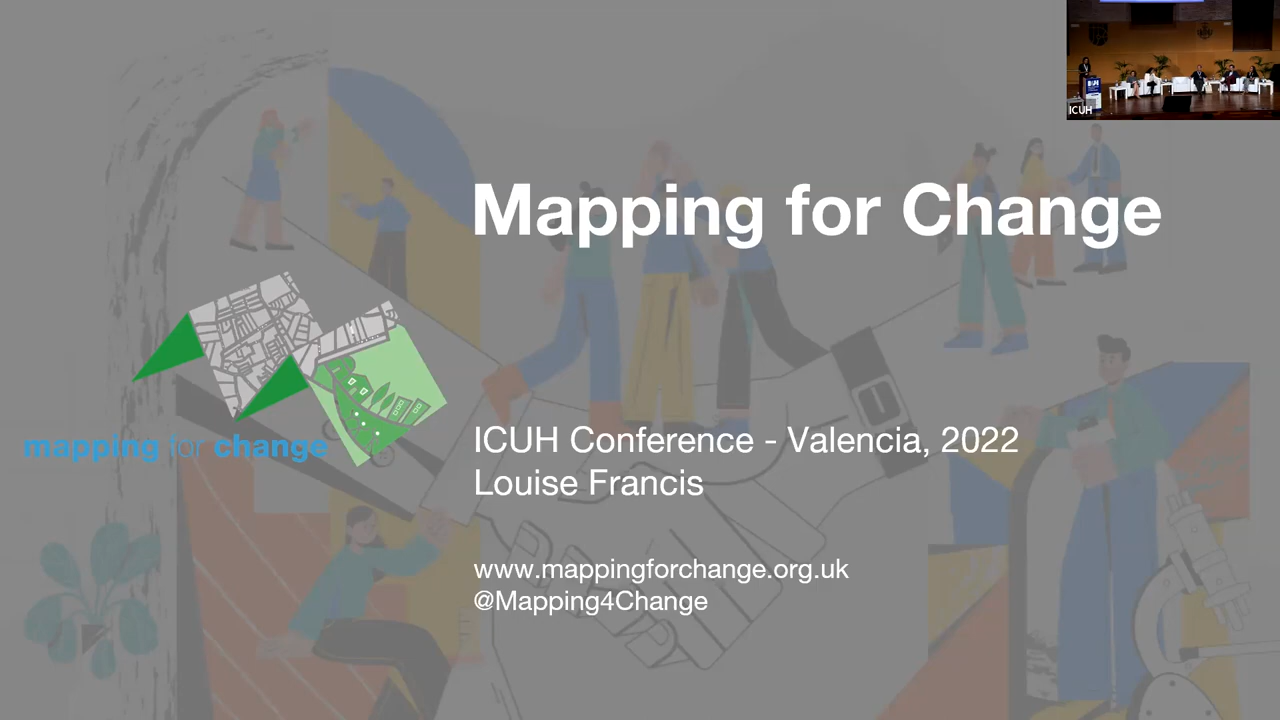 ICUH
Mapping for Change
mapping for change
ICUH Conference - Valencia, 2022
Louise Francis
www.mappingforchange.org.uk
@Mapping4Change